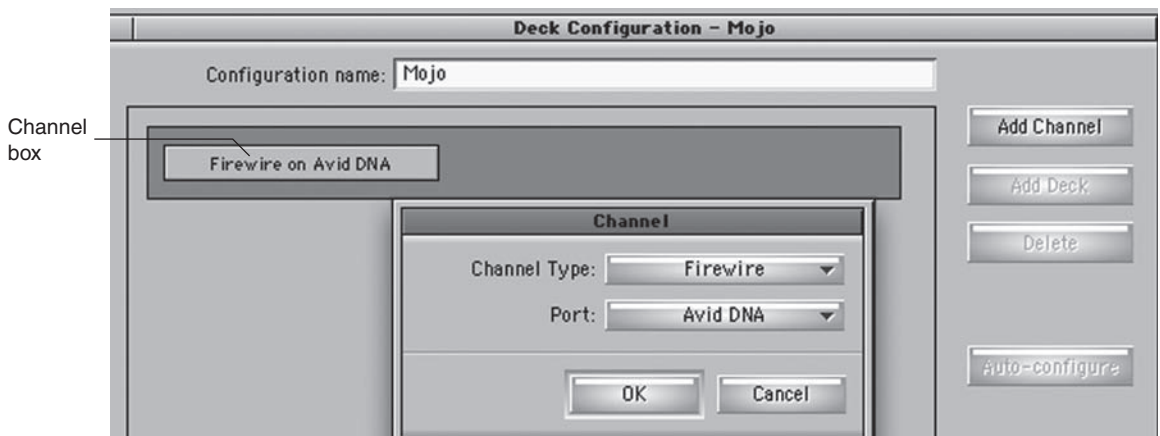 Deck Configuration - Mojo
Configuration name: Mojo
Channel
box
Firewire on Avid DNA
Add Channel
Add Deck
Delete
Channel
Channel Type: Firewire
Port: Avid DNA
Auto-configure
OK Cancel